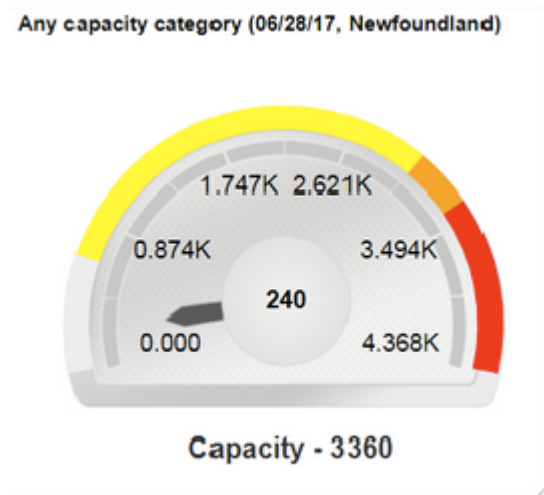 Any capacity category (06/28/17, Newfoundland)
1.747K 2.621K
0.874K 3.494K
240
0.000 4.368K
Capacity - 3360